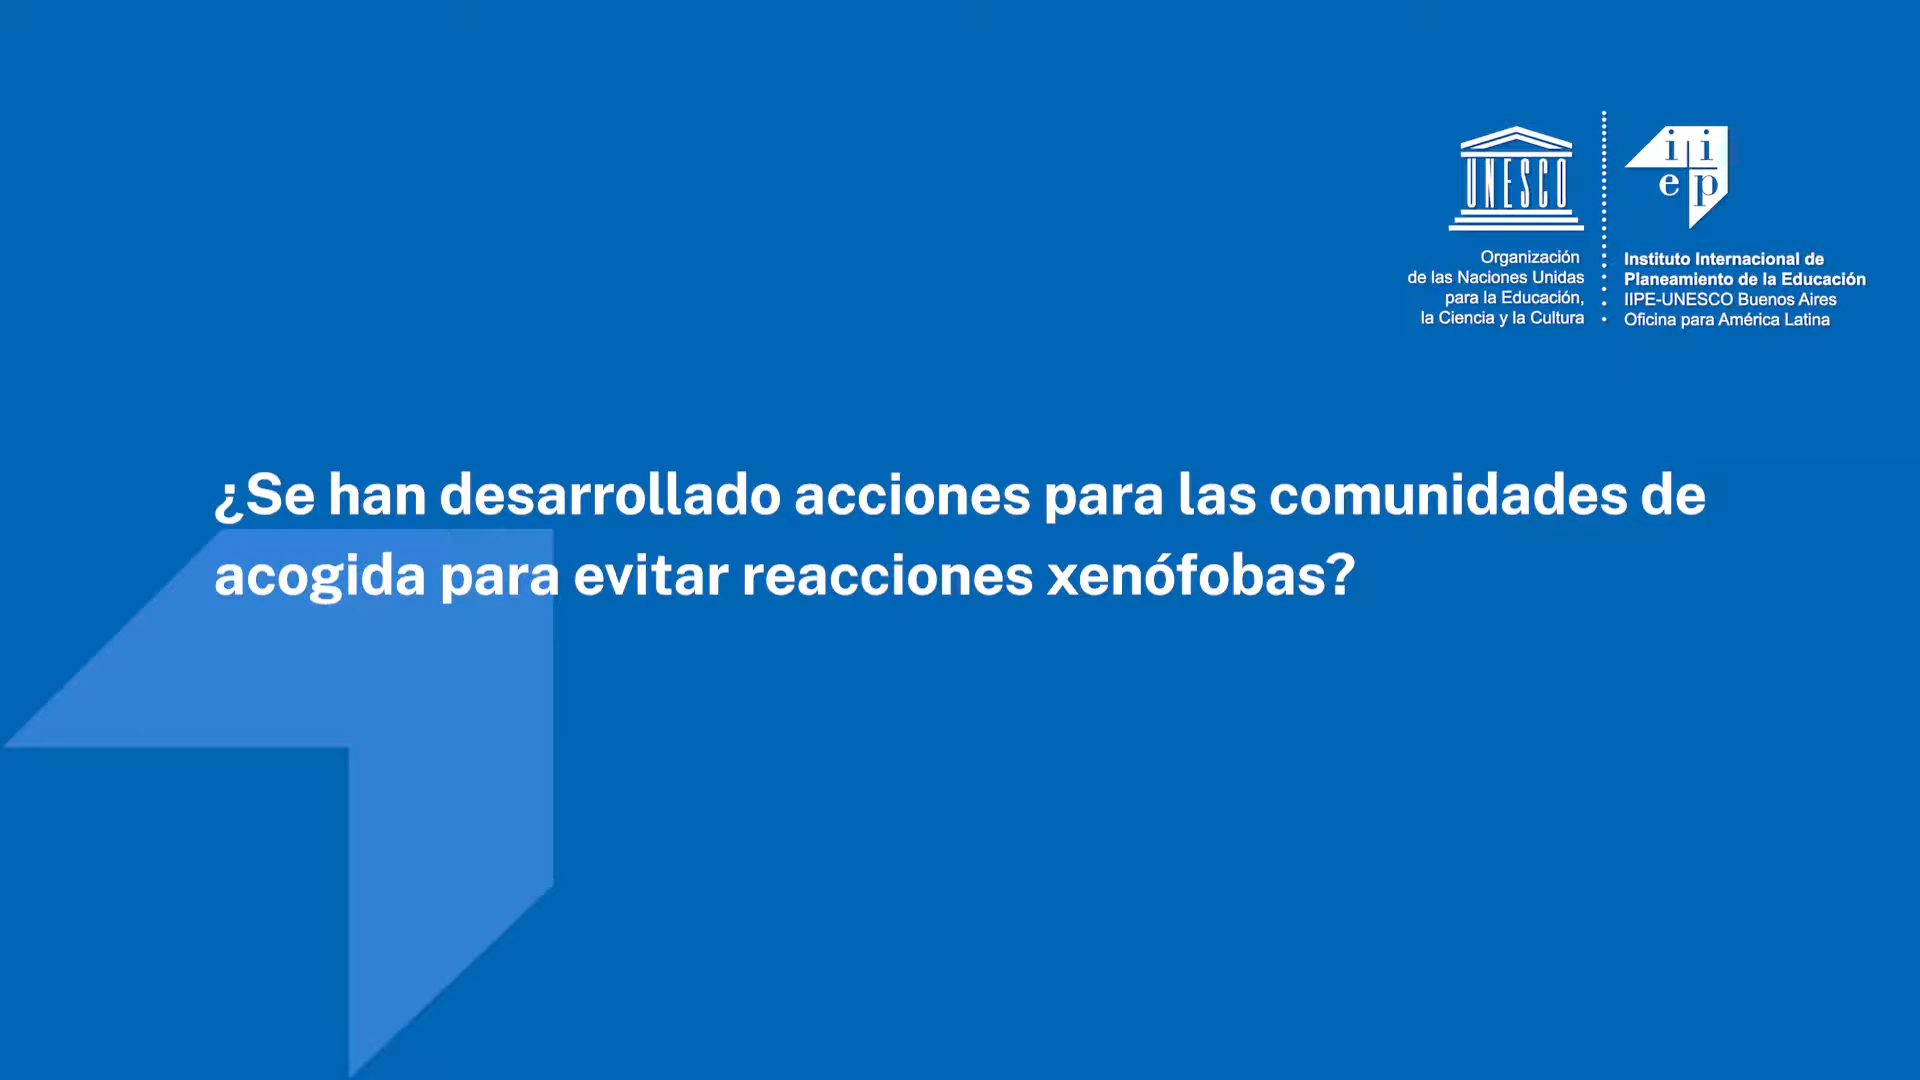 UNESCO
Organización
de las Naciones Unidas
para la Educación,
la Ciencia y la Cultura
i i
e p
Instituto Internacional de
Planeamiento de la Educación
IIPE-UNESCO Buenos Aires
Oficina para América Latina
¿Se han desarrollado acciones para las comunidades de
acogida para evitar reacciones xenófobas?